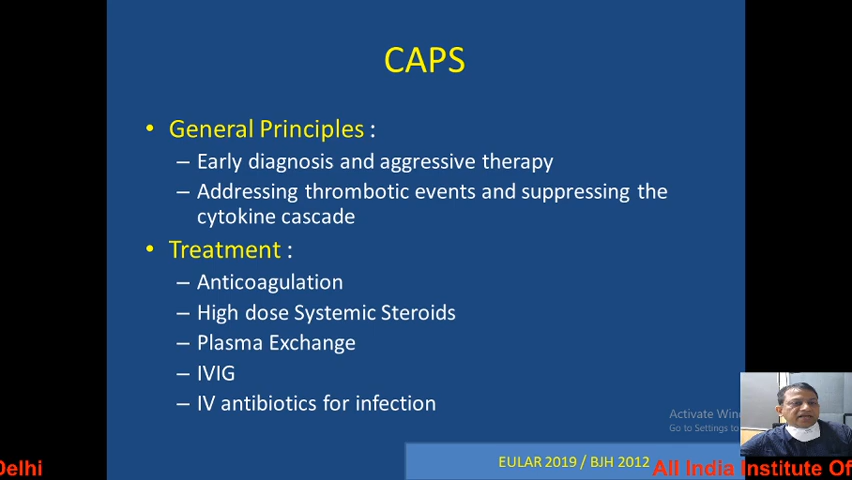 CAPS
• General Principles :
– Early diagnosis and aggressive therapy
– Addressing thrombotic events and suppressing the
cytokine cascade
• Treatment :
– Anticoagulation
– High dose Systemic Steroids
– Plasma Exchange
– IVIG
– IV antibiotics for infection
Activate Win
Go to Settings to
EULAR 2019 / BJH 2012
Delhi
All India Institute Of